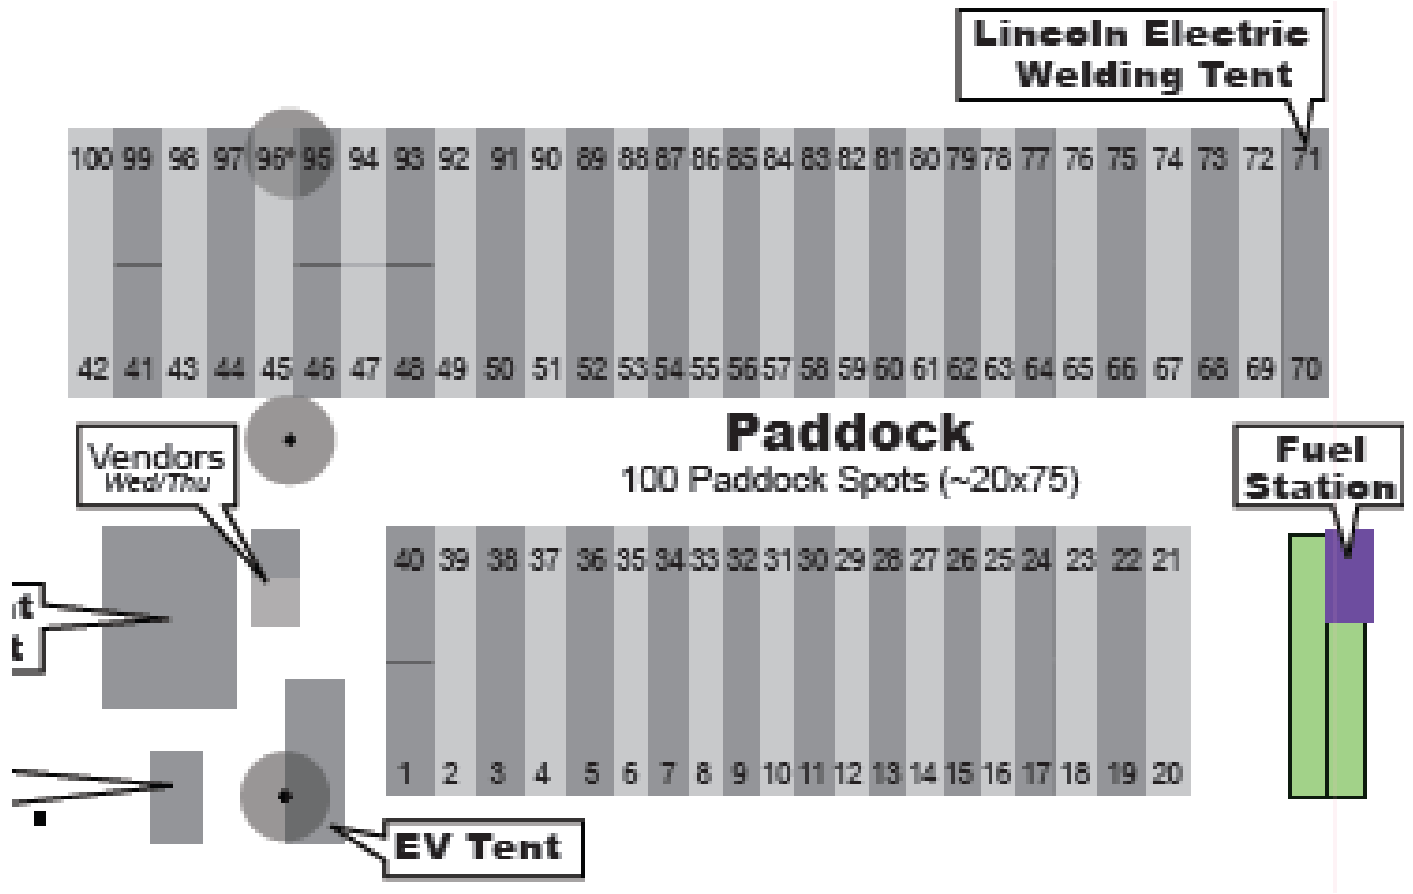 Lincoln Electric
Welding Tent
100 99 98 97 96* 95 94 93 92 91 90 89 88 87 86 85 84 83 82 81 80 79 78 77 76 75 74 73 72 71
42 41 43 44 45 46 47 48 49 50 51 52 53 54 55 56 57 58 59 60 61 62 63 64 65 66 67 68 69 70
Paddock
100 Paddock Spots (~20x75)
Vendors
Wed/Thu
Fuel
Station
40 39 38 37 36 35 34 33 32 31 30 29 28 27 26 25 24 23 22 21
t
t
1 2 3 4 5 6 7 8 9 10 11 12 13 14 15 16 17 18 19 20
EV Tent